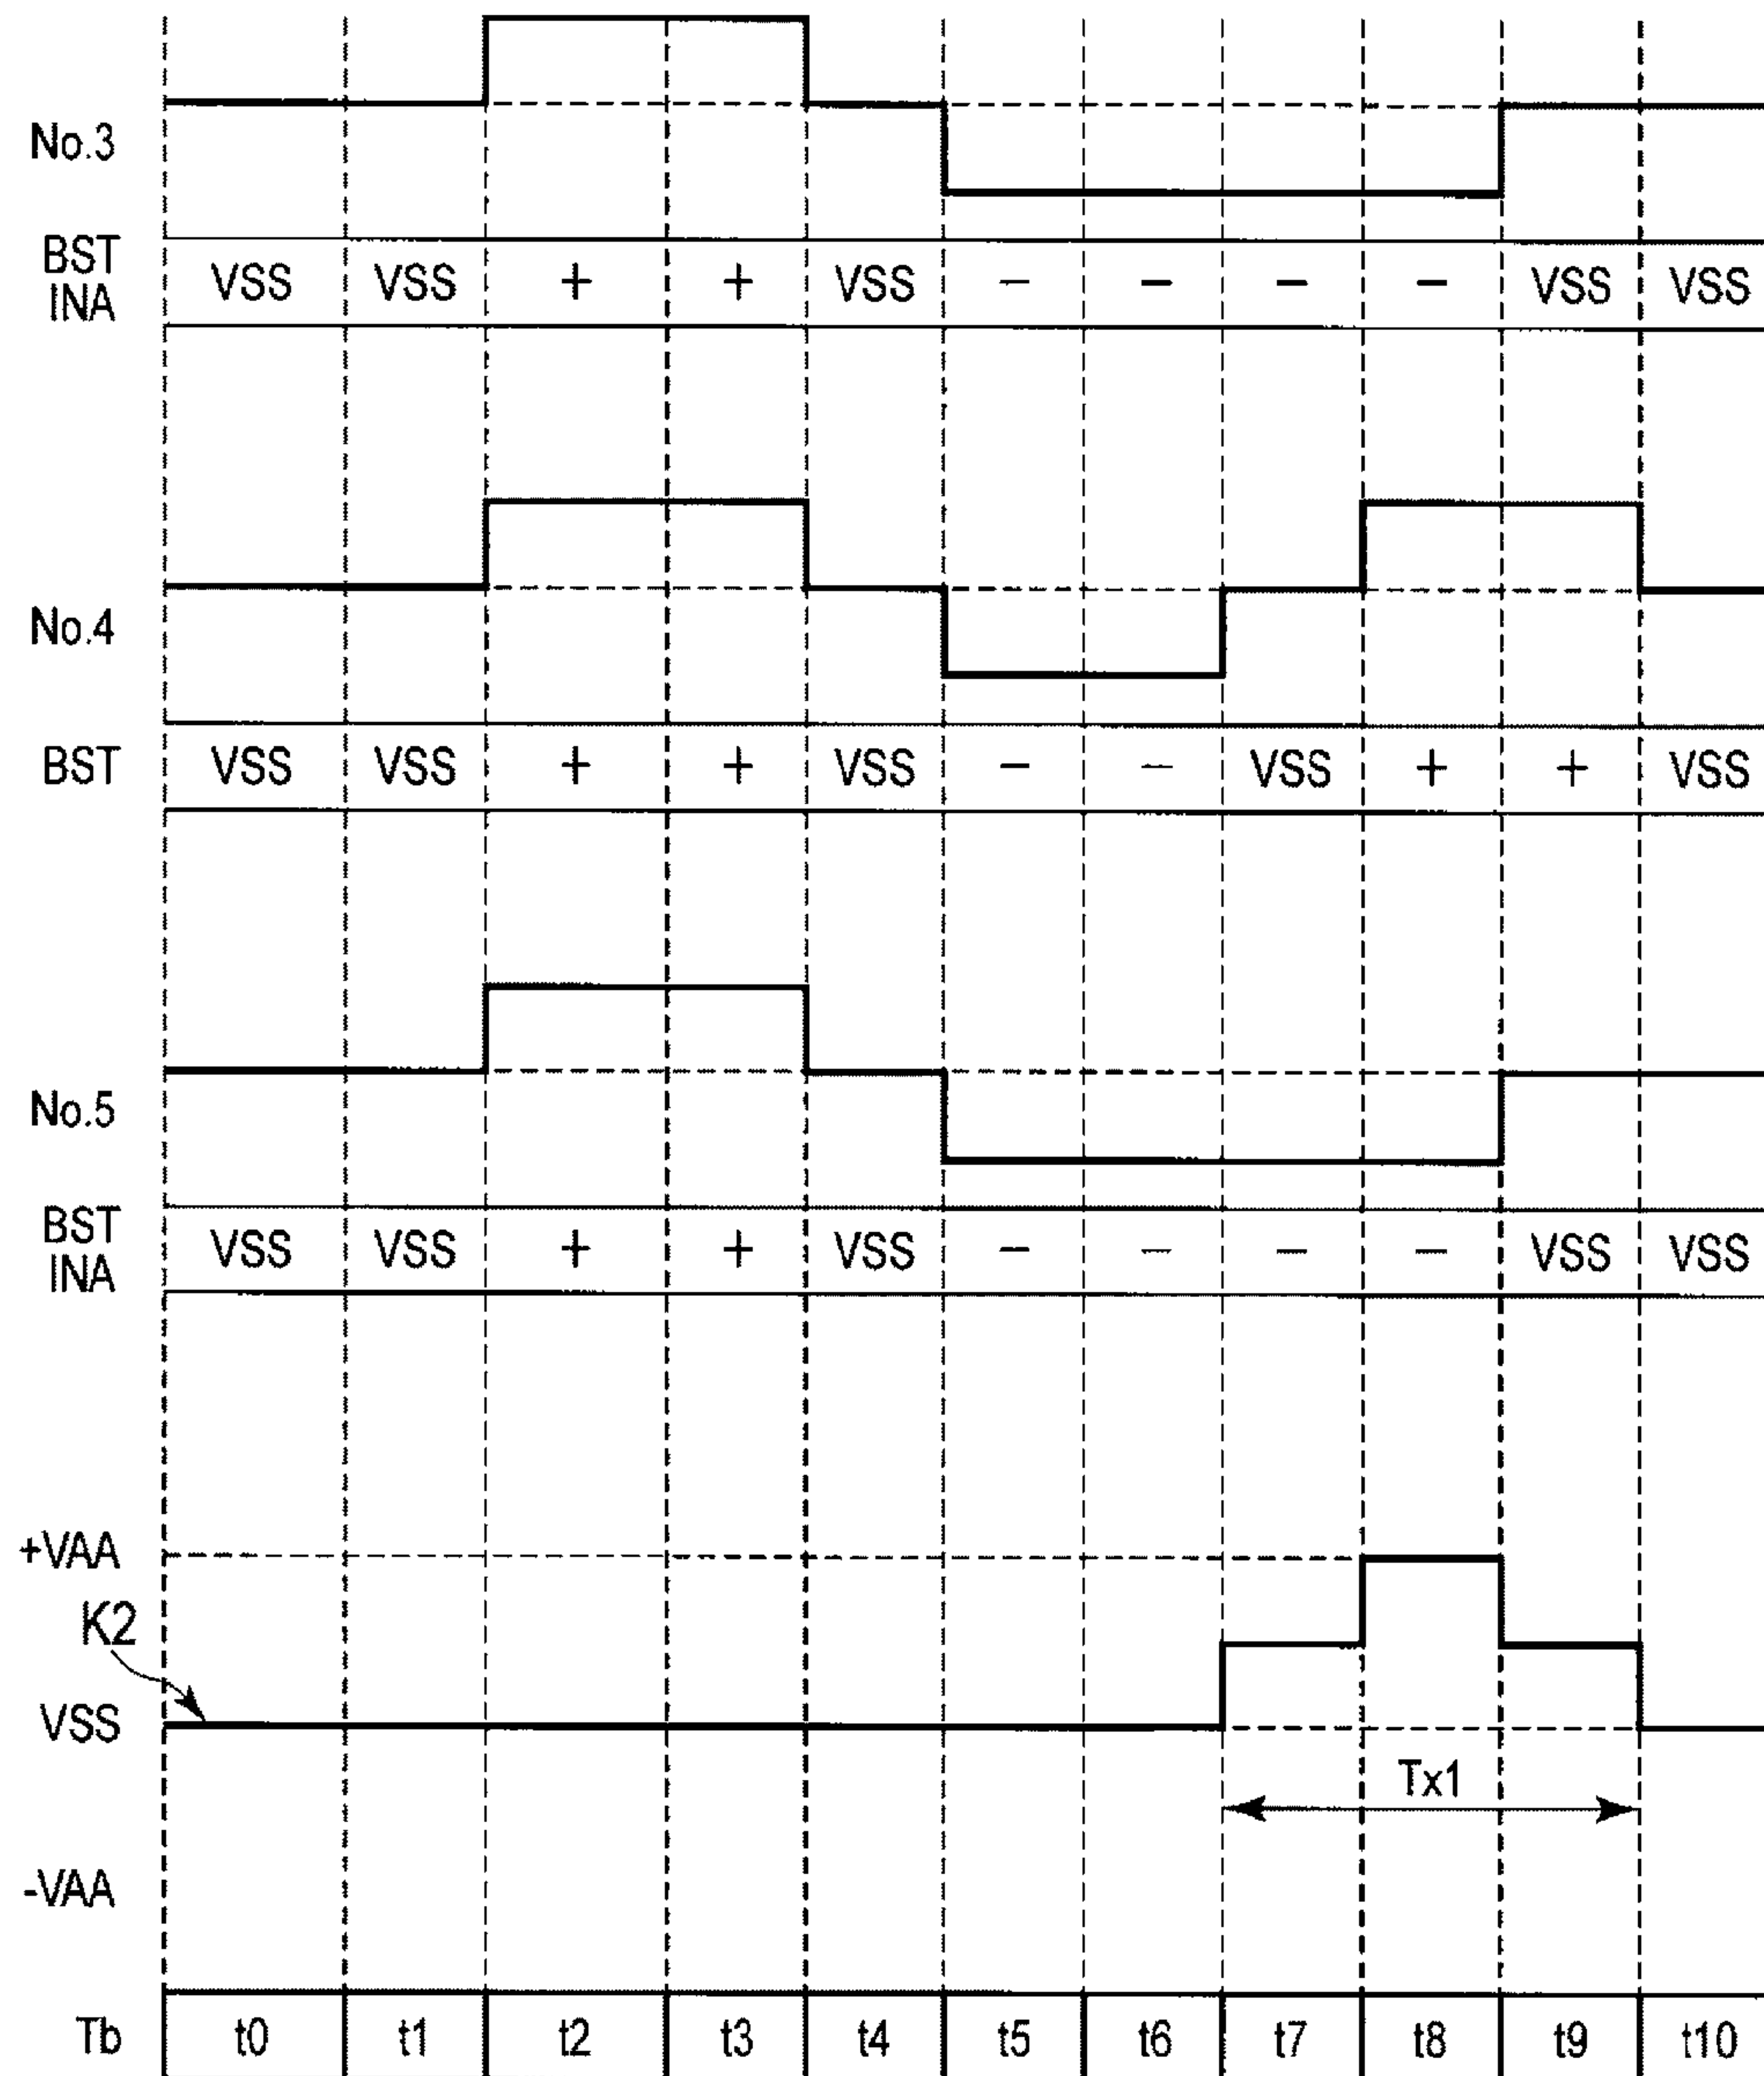 No.3
BST
INA
VSS VSS + + VSS − − − − VSS VSS
No.4
BST VSS VSS + + VSS − − VSS + + VSS
No.5
BST
INA
VSS VSS + + VSS − − − − VSS VSS
+VAA
K2
VSS
Tx1
-VAA
Tb t0 t1 t2 t3 t4 t5 t6 t7 t8 t9 t10